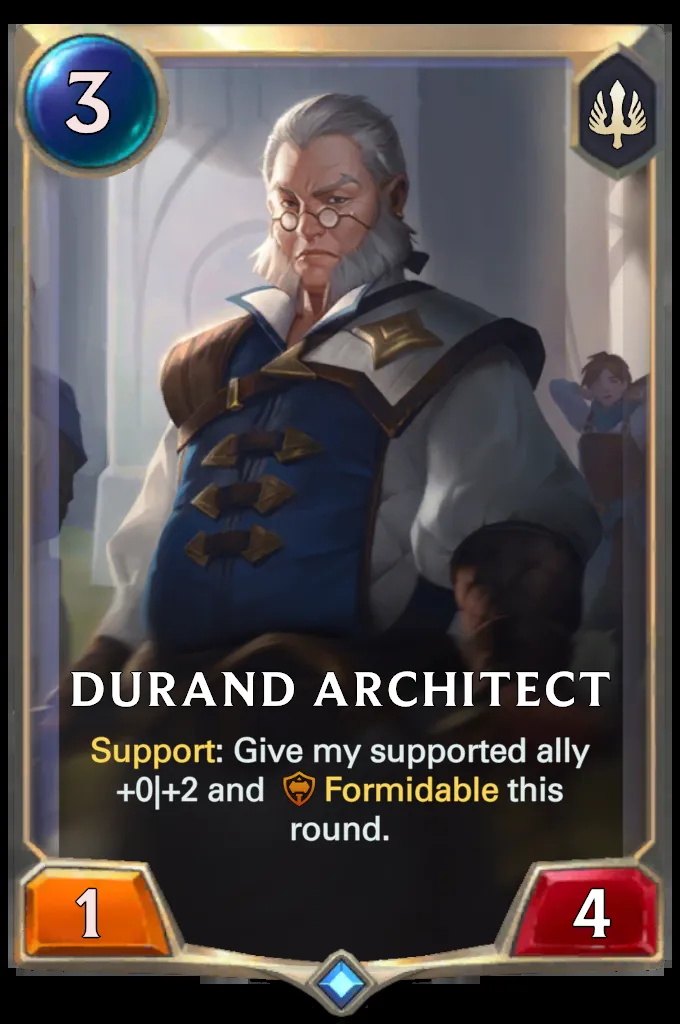 3
DURAND ARCHITECT
Support: Give my supported ally
+0|+2 and Formidable this
round.
1
4